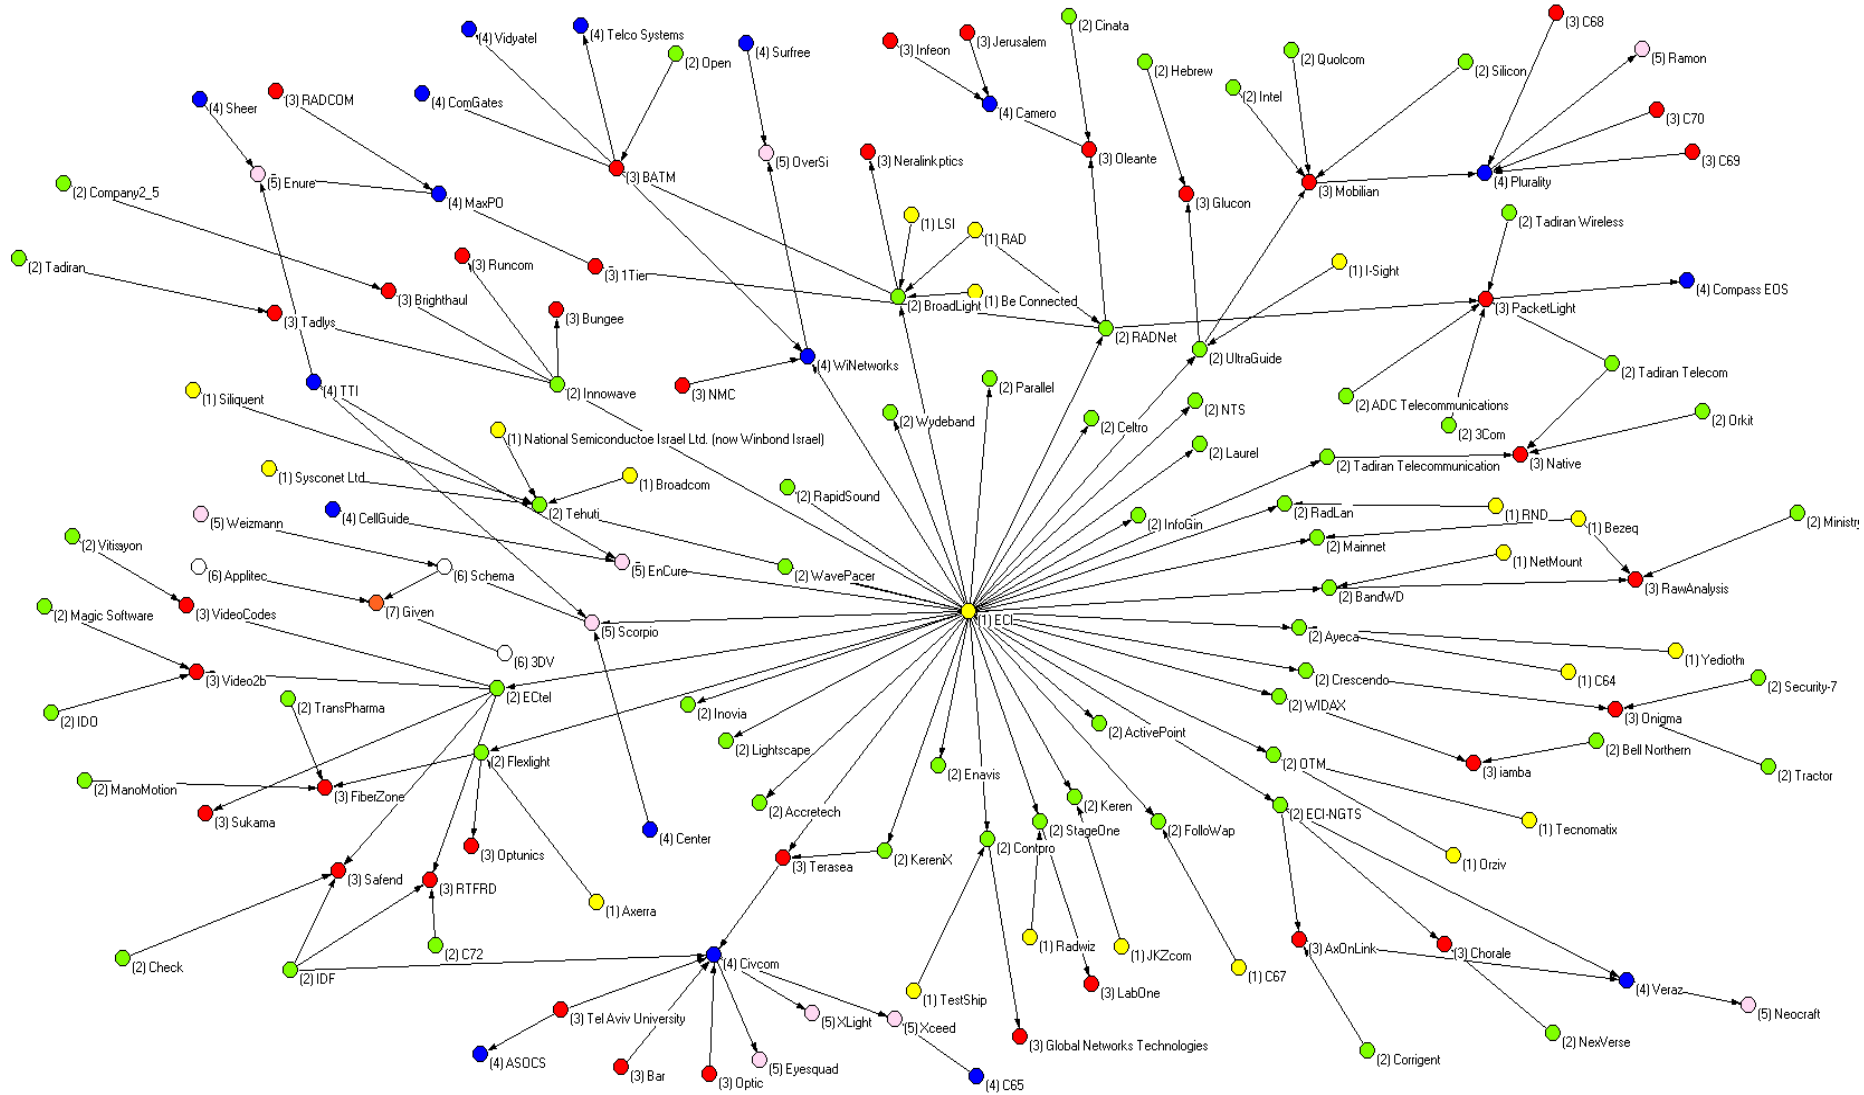 (3) C68
(2) Cinata
(4) Vidyatel
(4) Telco Systems
(4) Surfree
(3) Infeon
(3) Jerusalem
(2) Open
(2) Hebrew
(2) Quolcom
(2) Silicon
(5) Ramon
(2) Intel
(4) Sheer
(3) RADCOM
(4) ComGates
(4) Camero
(3) C70
(5) OverSi
(3) Neralink ptics
(3) Oleante
(3) C69
(3) BATM
(5) Enure
(4) Plurality
(2) Company2_5
(4) MaxPO
(3) Glucon
(3) Mobilian
(1) LSI
(1) RAD
(2) Tadiran Wireless
(2) Tadiran
(3) Runcom
(3) 1Tier
(1) I-Sight
(3) Brighthaul
(2) BroadLight
(1) Be Connected
(4) Compass EOS
(3) Tadlys
(3) Bungee
(3) PacketLight
(2) RADNet
(2) UltraGuide
(4) WiNetworks
(2) Tadiran Telecom
(4) TTI
(2) Innowave
(3) NMC
(2) Parallel
(1) Siliquent
(2) ADC Telecommunications
(2) NTS
(2) Wydeband
(2) Celtro
(2) Orkit
(2) 3Com
(1) National Semiconductoe Israel Ltd. (now Winbond Israel)
(2) Laurel
(2) Tadiran Telecommunication
(3) Native
(1) Sysconet Ltd
(1) Broadcom
(2) RapidSound
(2) Tehuti
(4) CellGuide
(5) Weizmann
(2) InfoGin
(2) RadLan
(1) RND
(1) Bezeq
(2) Ministry
(2) Vitisyon
(2) Mainnet
(1) NetMount
(6) Applitec
(6) Schema
(5) EnCure
(2) WavePacer
(3) RawAnalysis
(2) BandWD
(2) Magic Software
(3) VideoCodes
(7) Given
(5) Scorpio
(1) ECI
(2) Ayeca
(6) 3DV
(1) Yedioth
(3) Video2b
(2) Crescendo
(1) C64
(2) Security-7
(2) ECtel
(2) TransPharma
(2) Inovia
(2) WIDAX
(2) IDO
(3) Onigma
(2) ActivePoint
(2) Lightscape
(2) Bell Northern
(2) Flexlight
(2) OTM
(3) iamba
(2) Enavis
(2) Tractor
(2) ManoMotion
(3) FiberZone
(2) Accretech
(2) Keren
(2) ECI-NGTS
(3) Sukama
(2) StageOne
(2) FolloWap
(1) Tecnomatix
(4) Center
(2) Contpro
(3) Optunics
(3) Terasea
(2) KereniX
(1) Orziv
(3) Safend
(3) RTFRD
(1) Axerra
(2) C72
(1) Radwiz
(1) JKZcom
(3) AxOnLink
(3) Chorale
(2) Check
(2) IDF
(4) Civcom
(1) C67
(4) Veraz
(3) LabOne
(1) TestShip
(3) Tel Aviv University
(5) XLight
(5) Xceed
(5) Neocraft
(3) Global Networks Technologies
(2) NexVerse
(4) ASOCS
(5) Eyesquad
(2) Corrigent
(3) Bar
(3) Optic
(4) C65